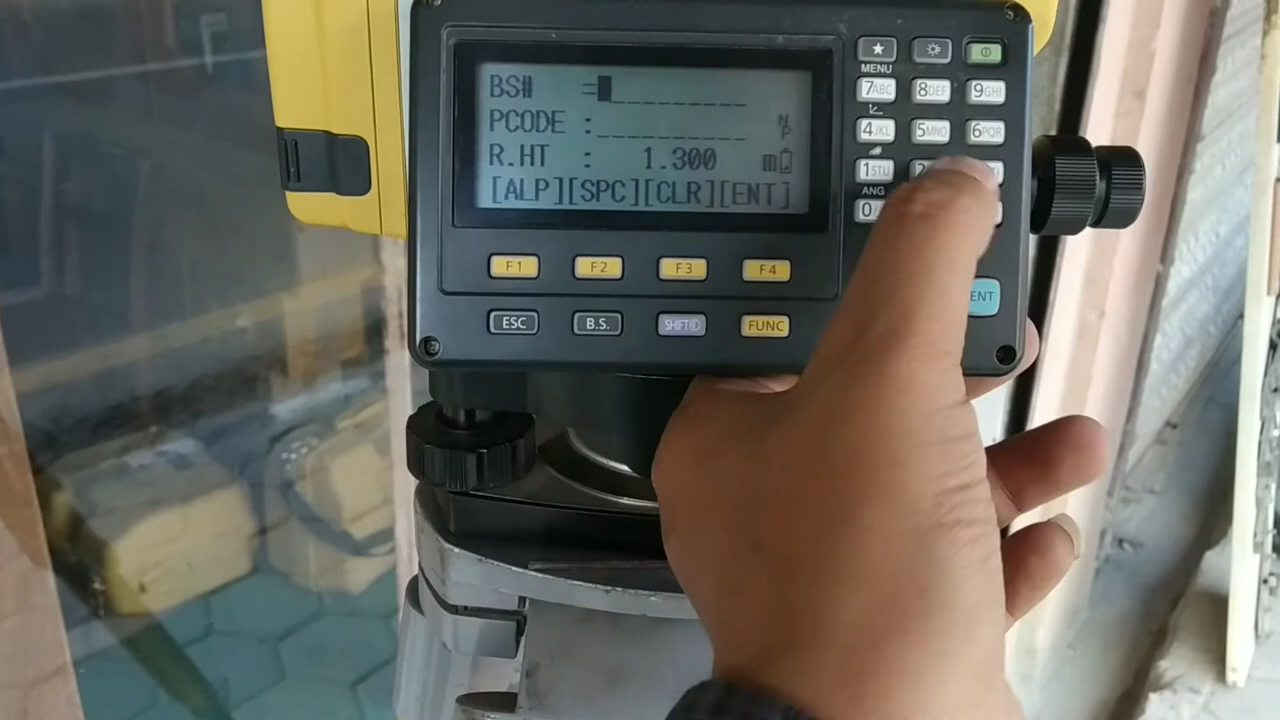 BS# =
PCODE :
R.HT : 1.300 m
[ALP][SPC][CLR][ENT]
NP
★
MENU
7ABC 8DEF 9GHI
4JKL 5MNO 6PQR
1STU
ANG
0
F1 F2 F3 F4
ESC B.S. SHIFT FUNC
ENT